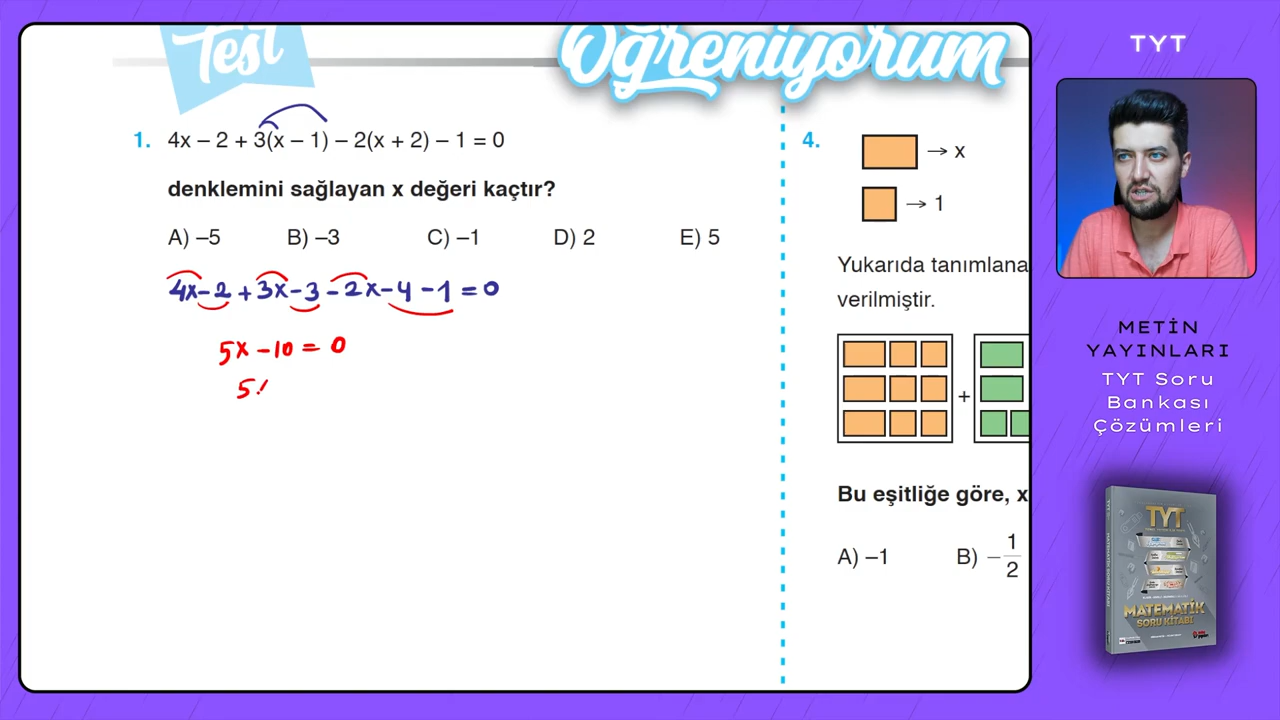 Test
Öğreniyorum
1. 4x – 2 + 3(x – 1) – 2(x + 2) – 1 = 0
denklemini sağlayan x değeri kaçtır?
A) –5 B) –3 C) –1 D) 2 E) 5
4x – 2 + 3x – 3 – 2x – 4 – 1 = 0
5x – 10 = 0
5
4. → x
→ 1
Yukarıda tanımlana
verilmiştir.
+
Bu eşitliğe göre, x
A) –1 B) –1/2
TYT
METİN
YAYINLARI
TYT Soru
Bankası
Çözümleri
TYT
MATEMATİK
SORU KİTABI